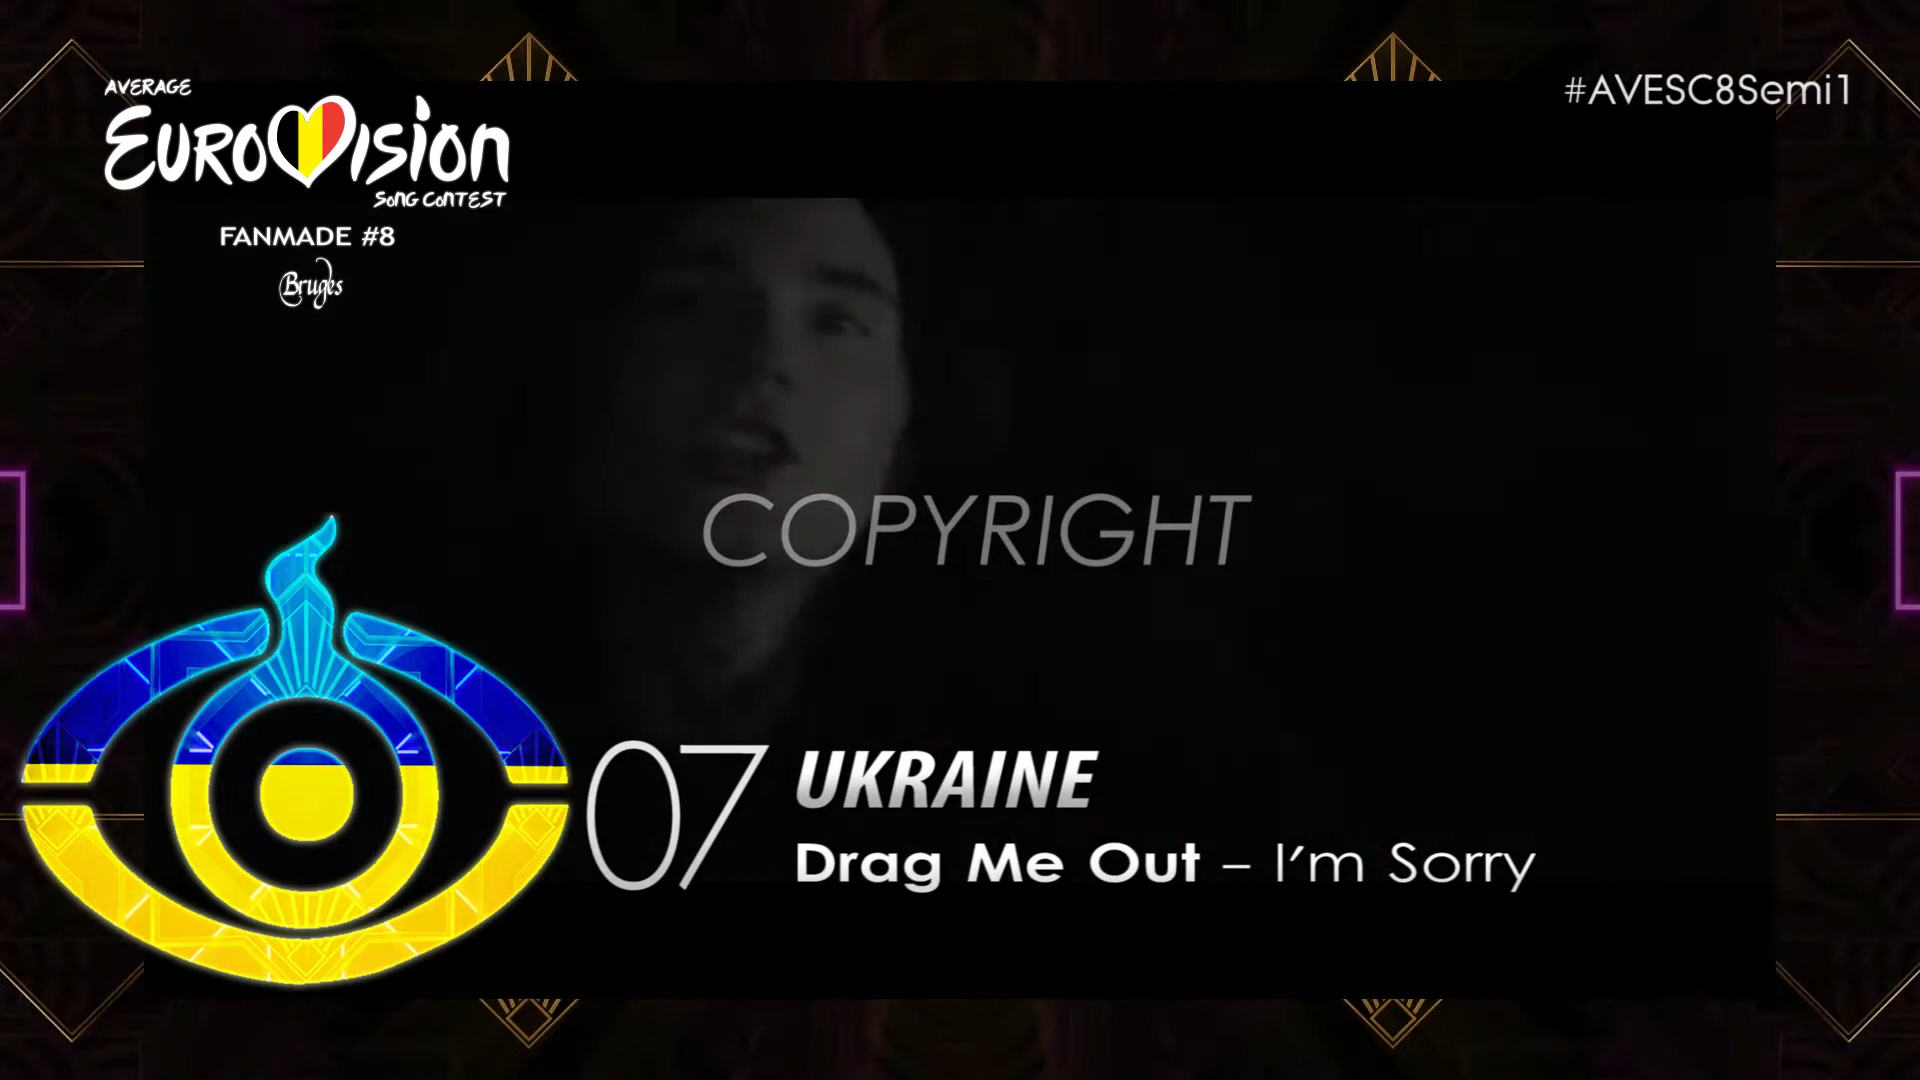 AVERAGE
EUROVISION
SONG CONTEST
FANMADE #8
Bruges
#AVESC8Semi1
COPYRIGHT
07
UKRAINE
Drag Me Out – I'm Sorry